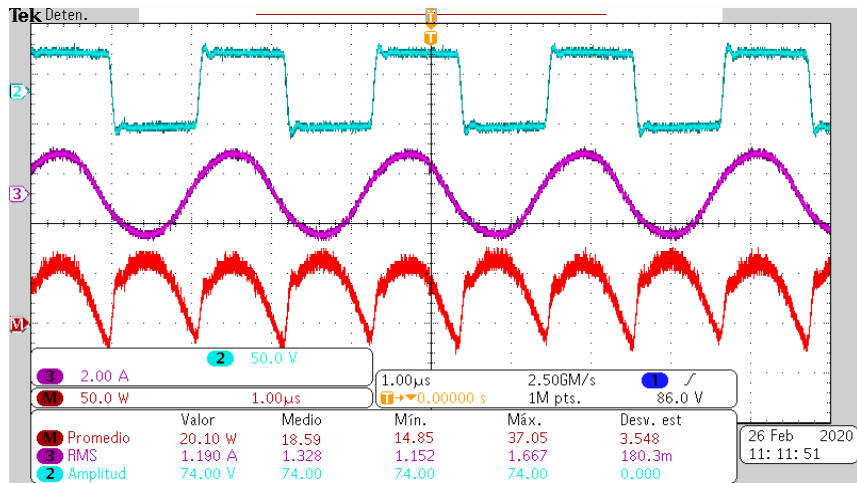 Tek Deten.
T
T
2
3
M
2 50.0 V
3 2.00 A
M 50.0 W 1.00µs
1.00µs 2.50GM/s 1 86.0 V
T→▼0.00000 s 1M pts.
Valor Medio Mín. Máx. Desv. est
M Promedio 20.10 W 18.59 14.85 37.05 3.548
3 RMS 1.190 A 1.328 1.152 1.667 180.3m
2 Amplitud 74.00 V 74.00 74.00 74.00 0.000
26 Feb 2020
11:11:51